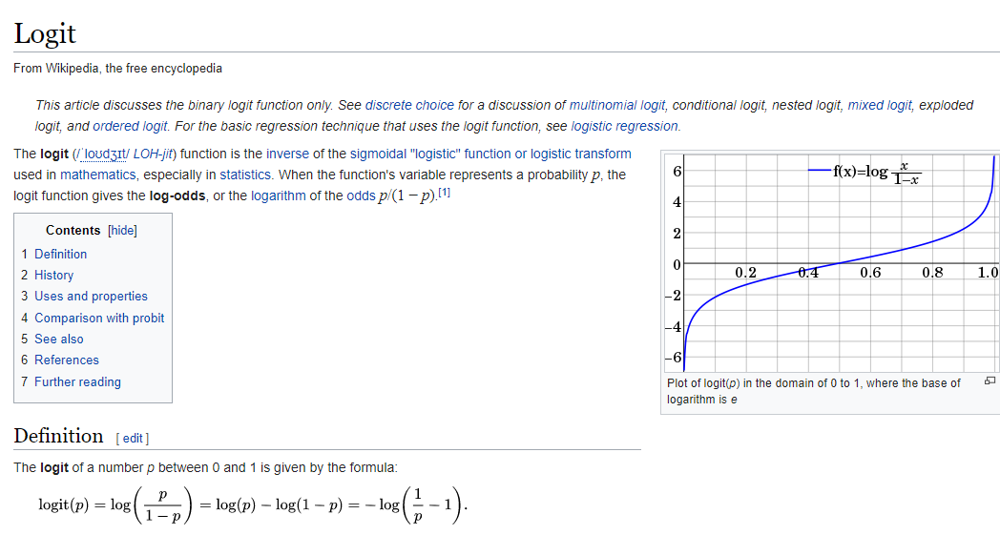 Logit
From Wikipedia, the free encyclopedia
This article discusses the binary logit function only. See discrete choice for a discussion of multinomial logit, conditional logit, nested logit, mixed logit, exploded
logit, and ordered logit. For the basic regression technique that uses the logit function, see logistic regression.
The logit (/ˈloʊdʒɪt/ LOH-jit) function is the inverse of the sigmoidal "logistic" function or logistic transform
used in mathematics, especially in statistics. When the function's variable represents a probability p, the
logit function gives the log-odds, or the logarithm of the odds p/(1 − p).[1]
Contents [hide]
1 Definition
2 History
3 Uses and properties
4 Comparison with probit
5 See also
6 References
7 Further reading
f(x)=log x/1−x
6
4
2
0
−2
−4
−6
0.2 0.4 0.6 0.8 1.0
Plot of logit(p) in the domain of 0 to 1, where the base of
logarithm is e
Definition [ edit ]
The logit of a number p between 0 and 1 is given by the formula:
logit(p) = log(p/(1 − p)) = log(p) − log(1 − p) = − log(1/p − 1).